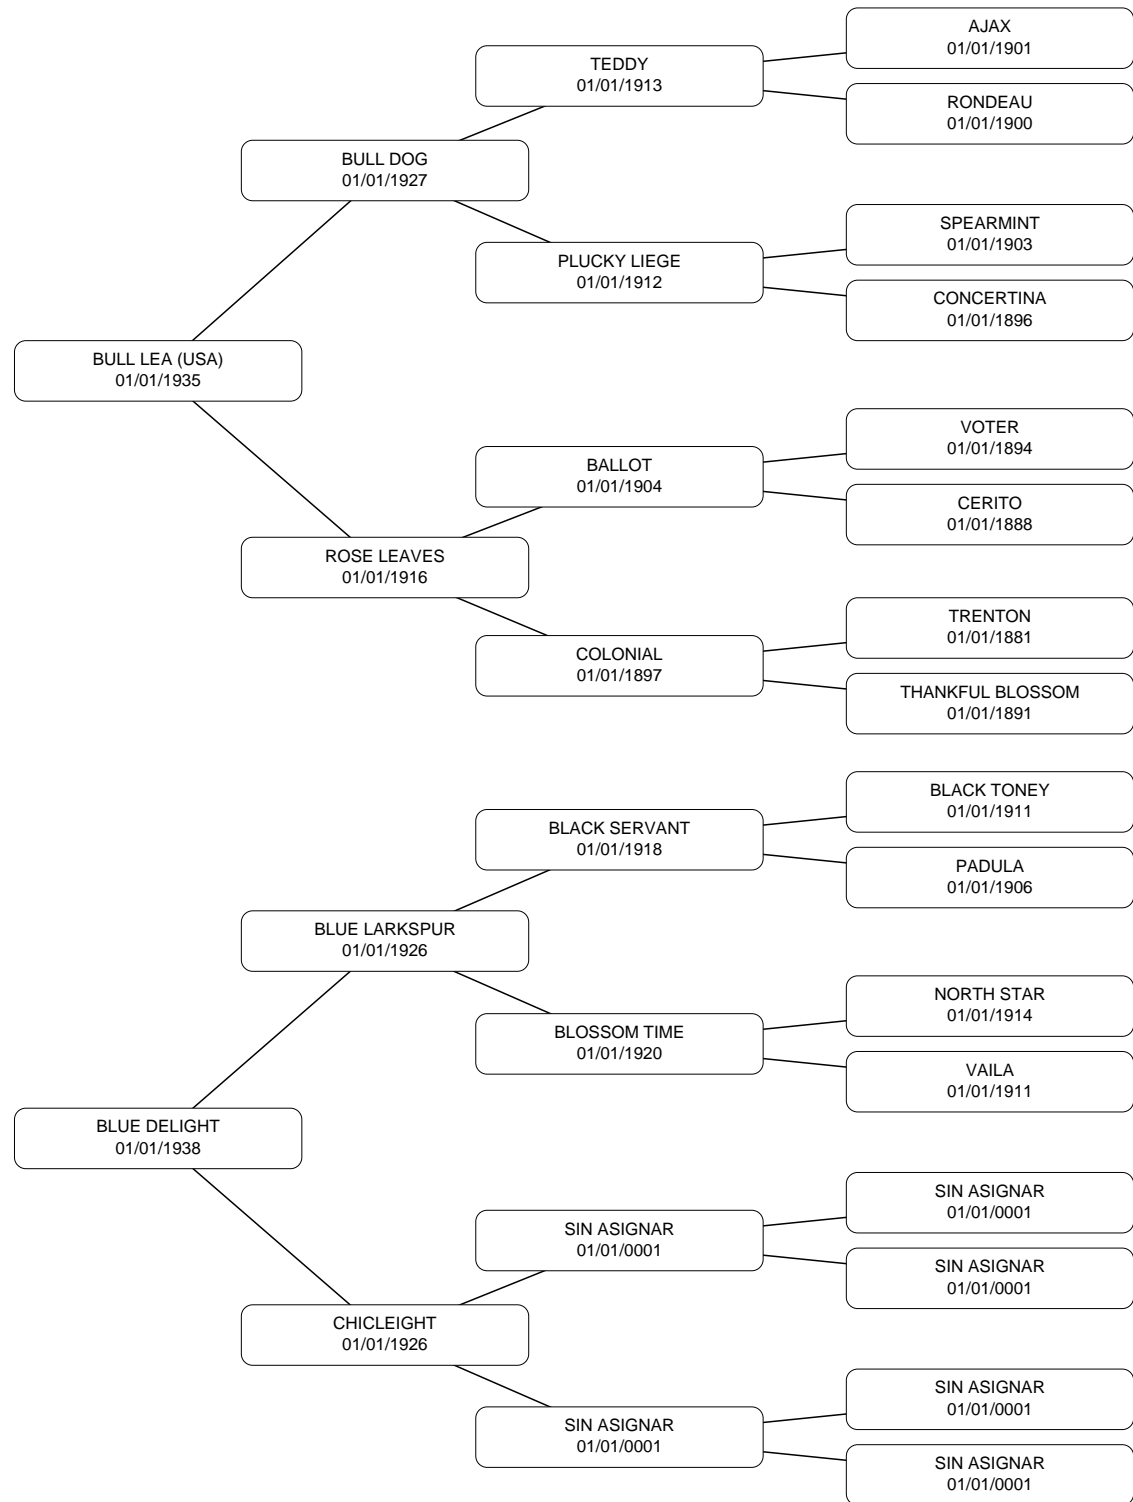 AJAX
01/01/1901
TEDDY
01/01/1913
RONDEAU
01/01/1900
BULL DOG
01/01/1927
SPEARMINT
01/01/1903
PLUCKY LIEGE
01/01/1912
CONCERTINA
01/01/1896
BULL LEA (USA)
01/01/1935
VOTER
01/01/1894
BALLOT
01/01/1904
CERITO
01/01/1888
ROSE LEAVES
01/01/1916
TRENTON
01/01/1881
COLONIAL
01/01/1897
THANKFUL BLOSSOM
01/01/1891
BLACK TONEY
01/01/1911
BLACK SERVANT
01/01/1918
PADULA
01/01/1906
BLUE LARKSPUR
01/01/1926
NORTH STAR
01/01/1914
BLOSSOM TIME
01/01/1920
VAILA
01/01/1911
BLUE DELIGHT
01/01/1938
SIN ASIGNAR
01/01/0001
SIN ASIGNAR
01/01/0001
SIN ASIGNAR
01/01/0001
CHICLEIGHT
01/01/1926
SIN ASIGNAR
01/01/0001
SIN ASIGNAR
01/01/0001
SIN ASIGNAR
01/01/0001